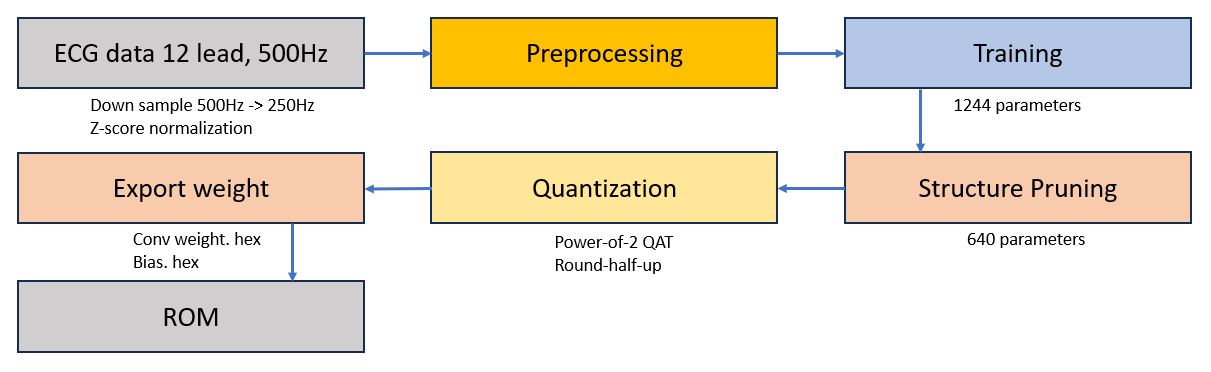 ECG data 12 lead, 500Hz
Preprocessing
Training
Down sample 500Hz -> 250Hz
Z-score normalization
1244 parameters
Export weight
Quantization
Structure Pruning
Conv weight. hex
Bias. hex
Power-of-2 QAT
Round-half-up
640 parameters
ROM